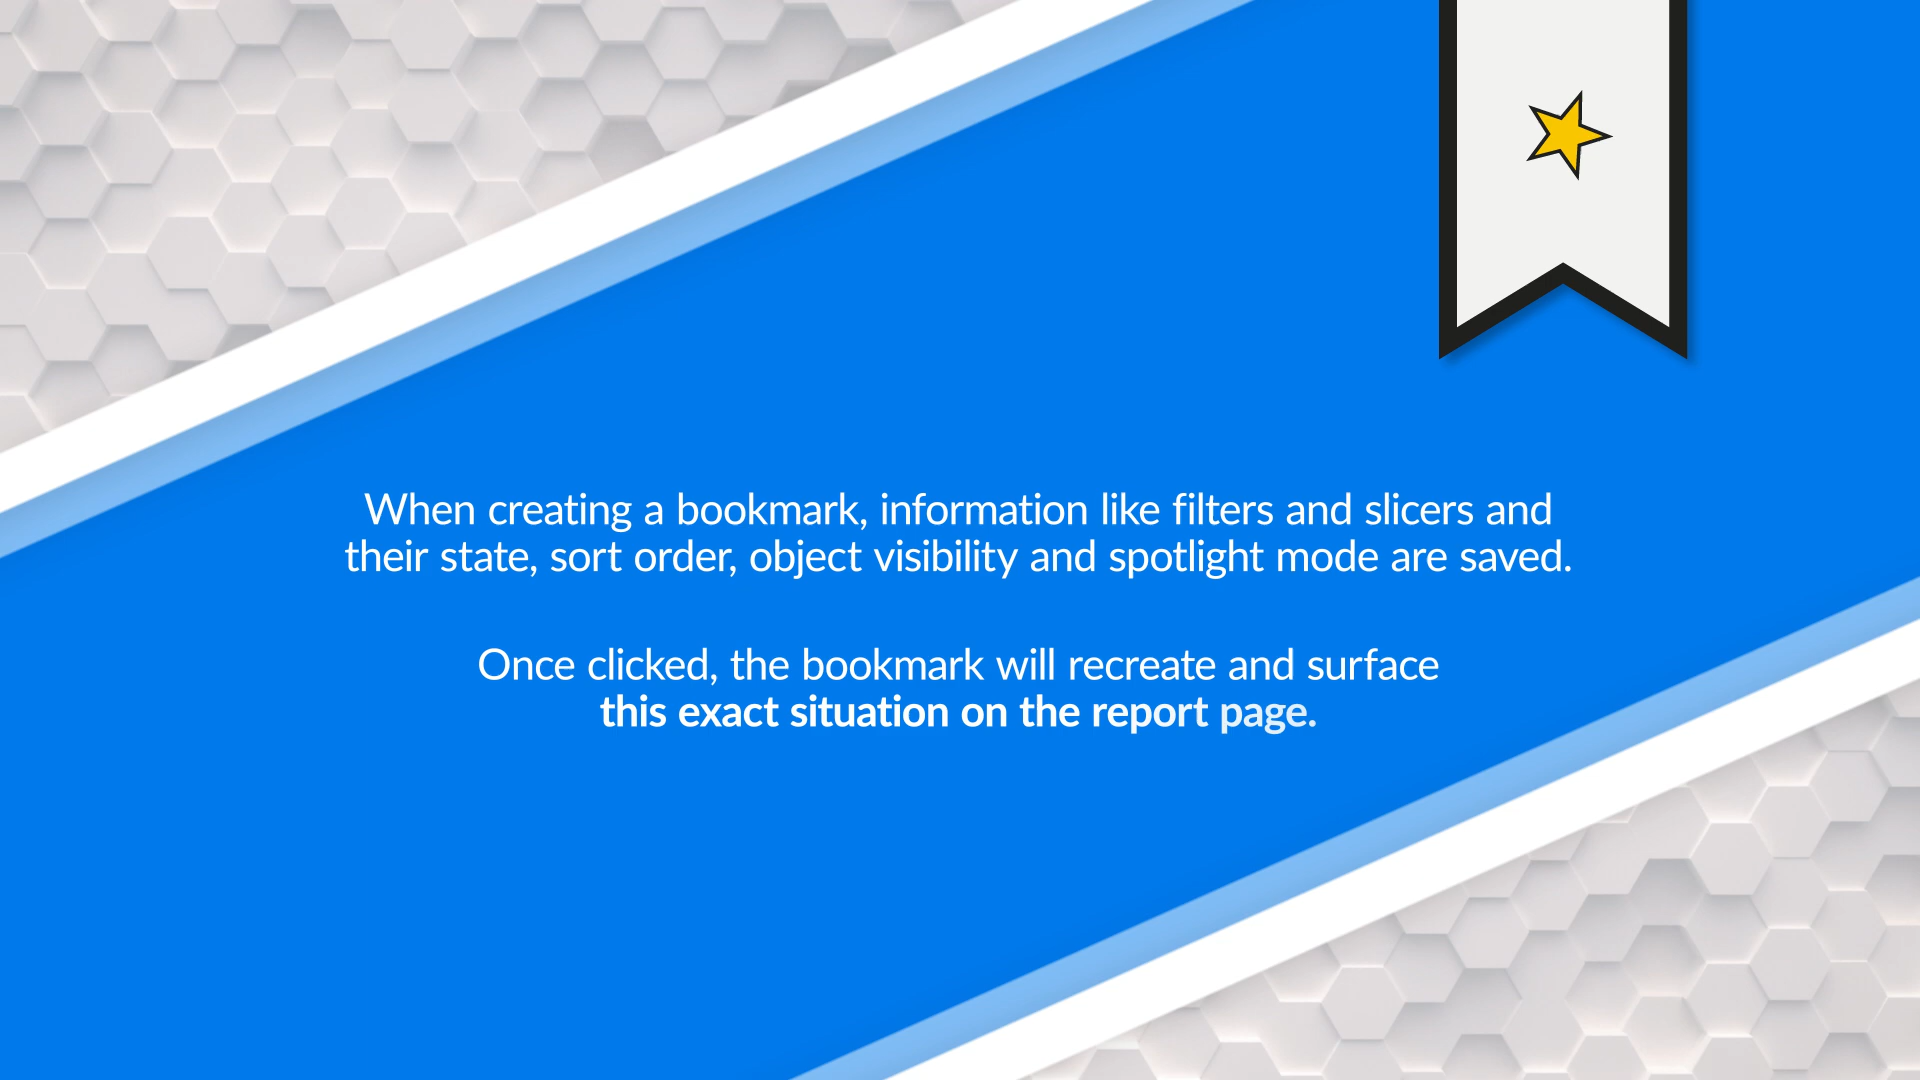 When creating a bookmark, information like filters and slicers and
their state, sort order, object visibility and spotlight mode are saved.
Once clicked, the bookmark will recreate and surface
this exact situation on the report page.